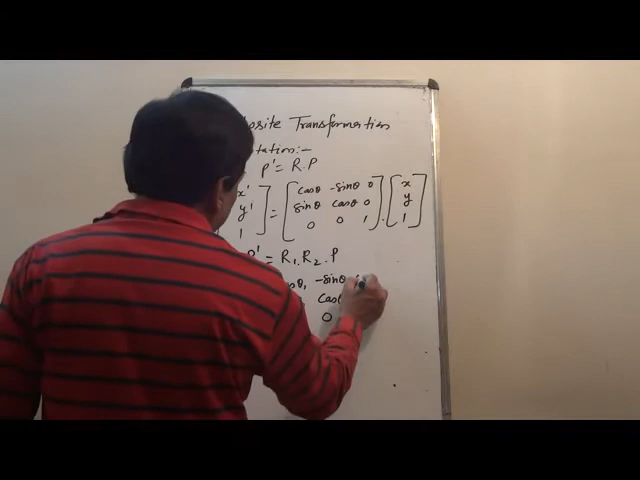 Transformation
P' = R.P
x' cosθ -sinθ 0 x
y' = sinθ cosθ 0 . y
1 0 0 1 1
P' = R₁.R₂.P
-sinθ
0